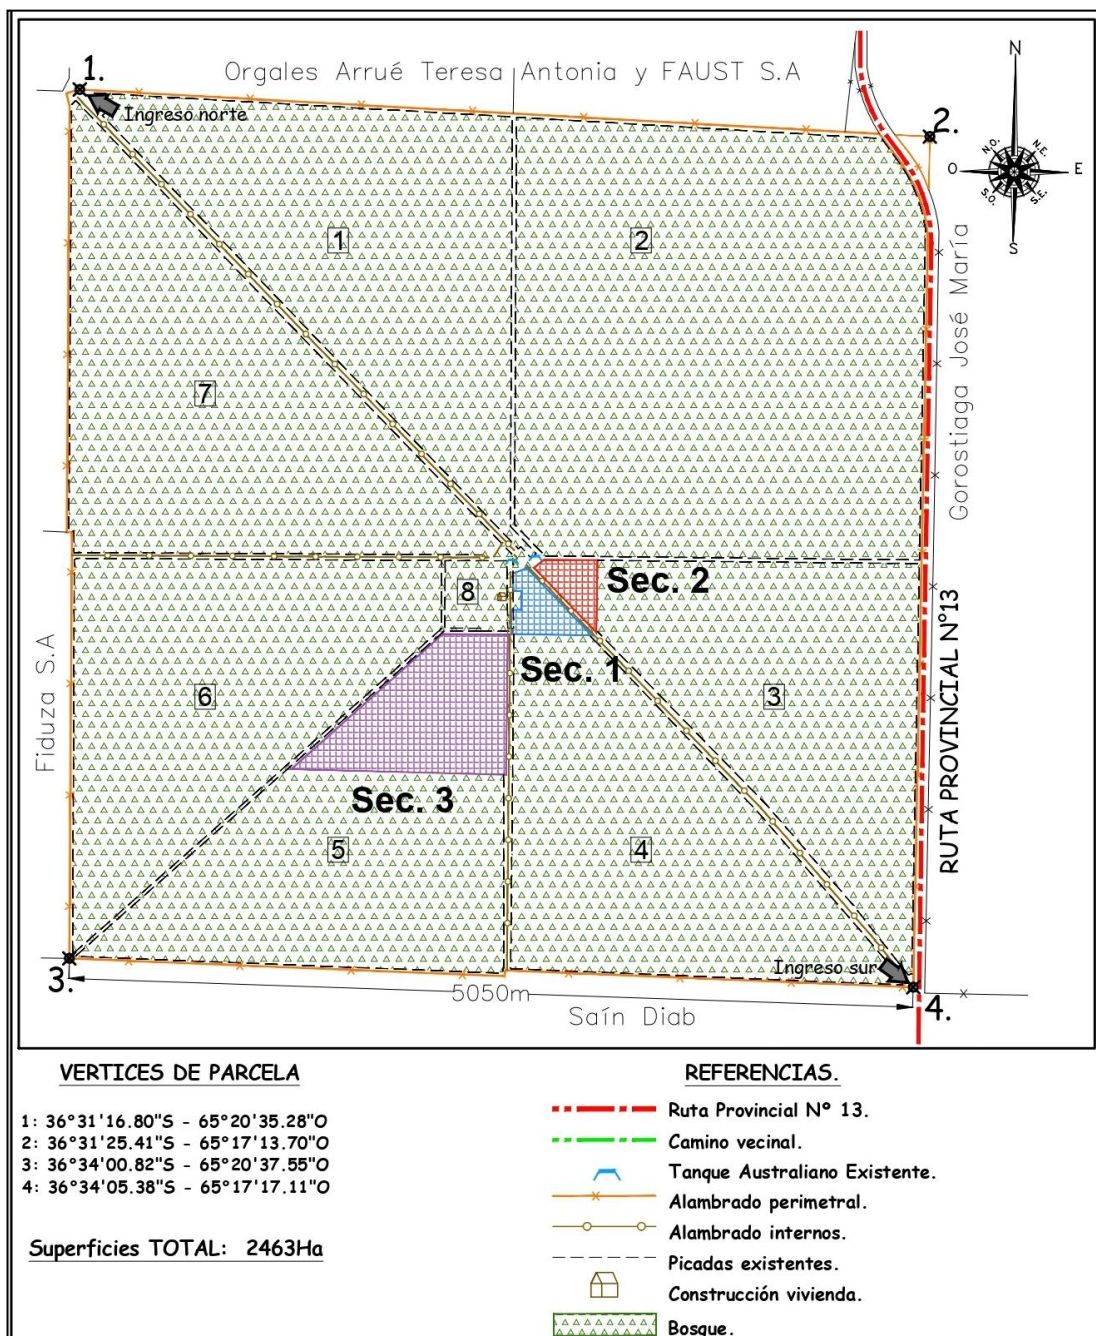 1.
Orgales Arrué Teresa Antonia y FAUST S.A
Ingreso norte
2.
N
N.O.
N.E.
O
E
S.O.
S.E.
S
1
2
Gorostiaga José María
7
8
Sec. 2
Sec. 1
RUTA PROVINCIAL N°13
Fiduza S.A
6
3
Sec. 3
5
4
Ingreso sur
3.
4.
5050m
Saín Diab
VERTICES DE PARCELA
1: 36°31'16.80"S - 65°20'35.28"O
2: 36°31'25.41"S - 65°17'13.70"O
3: 36°34'00.82"S - 65°20'37.55"O
4: 36°34'05.38"S - 65°17'17.11"O
Superficies TOTAL: 2463Ha
REFERENCIAS.
Ruta Provincial Nº 13.
Camino vecinal.
Tanque Australiano Existente.
Alambrado perimetral.
Alambrado internos.
Picadas existentes.
Construcción vivienda.
Bosque.